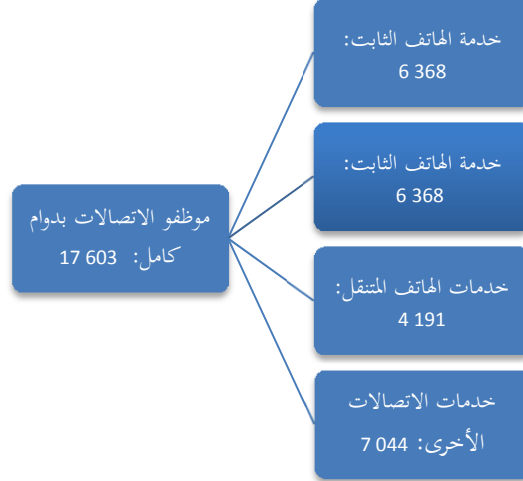 موظفو الاتصالات بدوام
كامل: 17 603
خدمة الهاتف الثابت:
6 368
خدمة الهاتف الثابت:
6 368
خدمات الهاتف المتنقل:
4 191
خدمات الاتصالات
الأخرى: 7 044